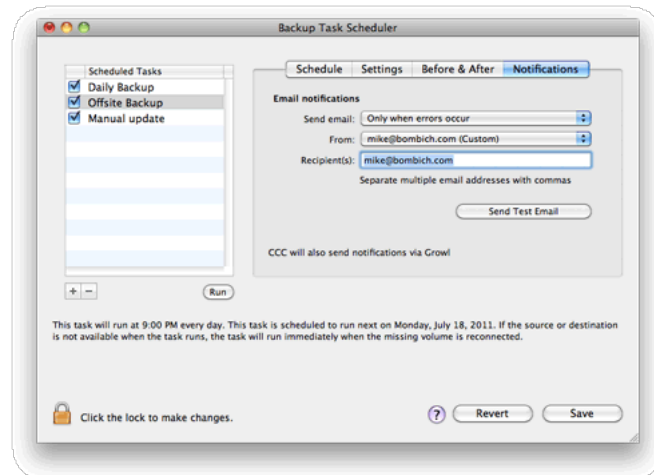 Backup Task Scheduler
Scheduled Tasks
Daily Backup
Offsite Backup
Manual update
+ −
Run
Schedule Settings Before & After Notifications
Email notifications
Send email: Only when errors occur
From: mike@bombich.com (Custom)
Recipient(s): mike@bombich.com
Separate multiple email addresses with commas
Send Test Email
CCC will also send notifications via Growl
This task will run at 9:00 PM every day. This task is scheduled to run next on Monday, July 18, 2011. If the source or destination
is not available when the task runs, the task will run immediately when the missing volume is reconnected.
Click the lock to make changes.
? Revert Save